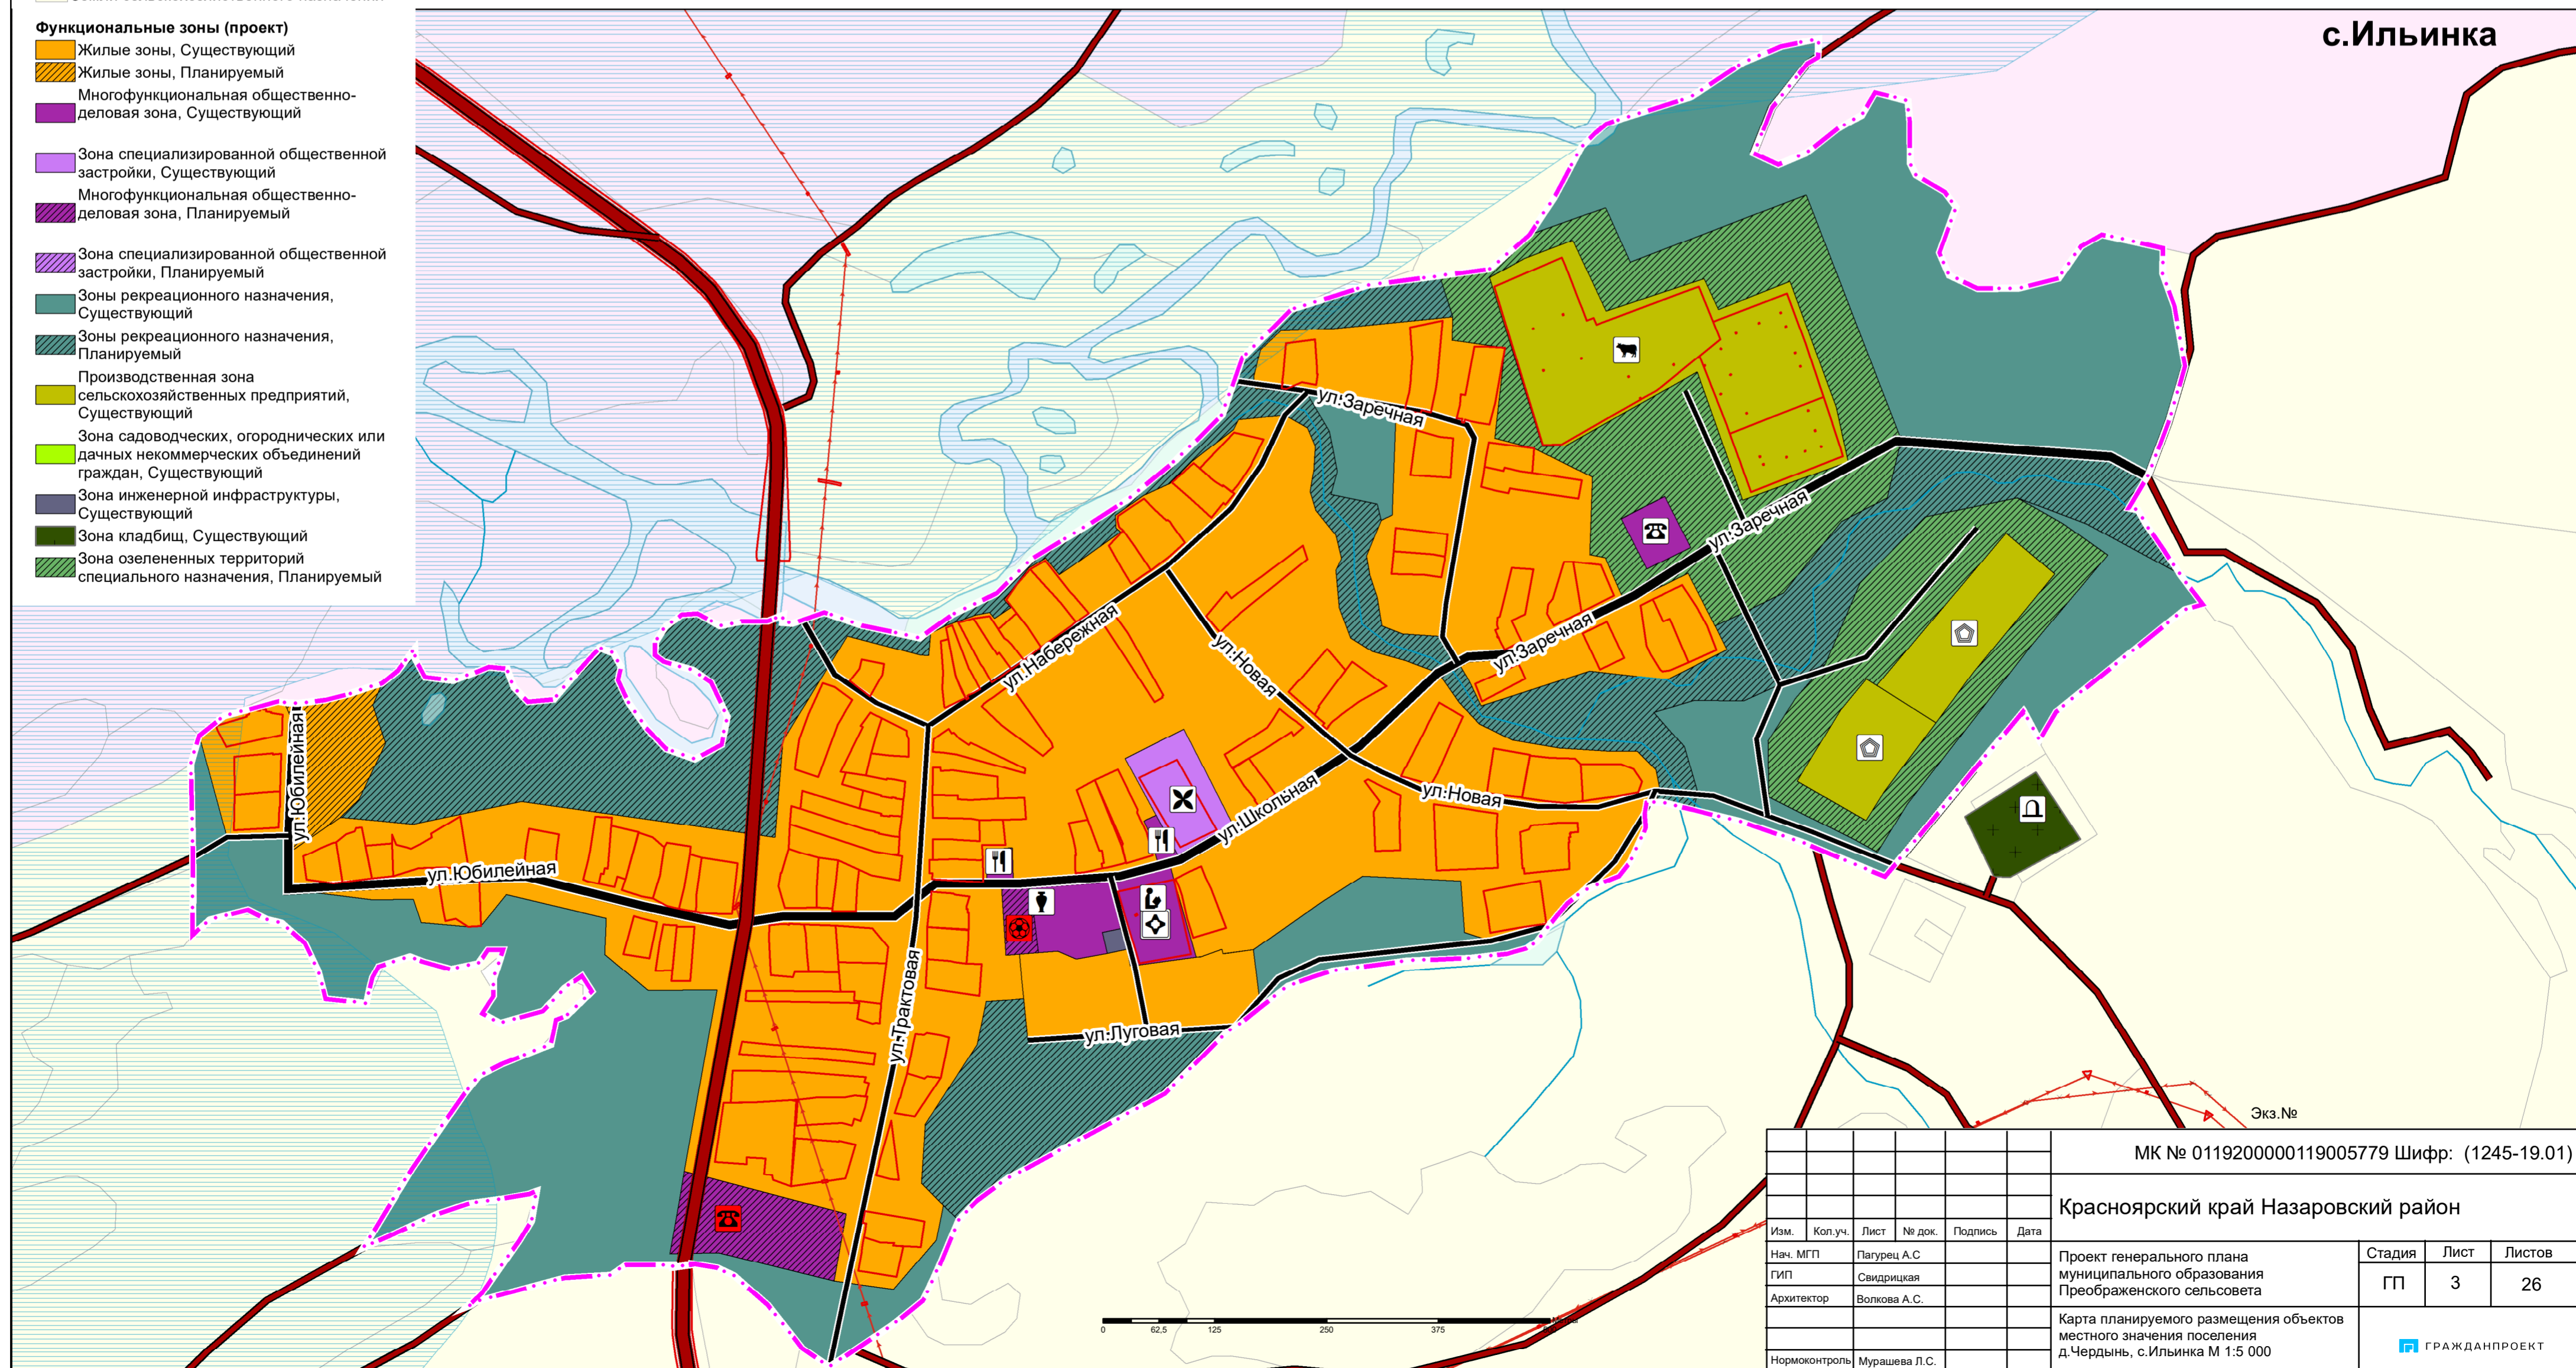 Функциональные зоны (проект)
Жилые зоны, Существующий
Жилые зоны, Планируемый
Многофункциональная общественно-
деловая зона, Существующий
Зона специализированной общественной
застройки, Существующий
Многофункциональная общественно-
деловая зона, Планируемый
Зона специализированной общественной
застройки, Планируемый
Зоны рекреационного назначения,
Существующий
Зоны рекреационного назначения,
Планируемый
Производственная зона
сельскохозяйственных предприятий,
Существующий
Зона садоводческих, огороднических или
дачных некоммерческих объединений
граждан, Существующий
Зона инженерной инфраструктуры,
Существующий
Зона кладбищ, Существующий
Зона озелененных территорий
специального назначения, Планируемый
с.Ильинка
ул.Заречная
ул.Заречная
ул.Заречная
ул.Набережная
ул.Новая
ул.Новая
ул.Школьная
ул.Юбилейная
ул.Юбилейная
ул.Трактовая
ул.Луговая
0 62,5 125 250 375
Экз.№
МК № 0119200000119005779 Шифр: (1245-19.01)
Красноярский край Назаровский район
Изм. Кол.уч. Лист № док. Подпись Дата
Нач. МГП Пагурец А.С
ГИП Свидрицкая
Архитектор Волкова А.С.
Нормоконтроль Мурашева Л.С.
Проект генерального плана
муниципального образования
Преображенского сельсовета
Стадия Лист Листов
ГП 3 26
Карта планируемого размещения объектов
местного значения поселения
д.Чердынь, с.Ильинка М 1:5 000
ГРАЖДАНПРОЕКТ